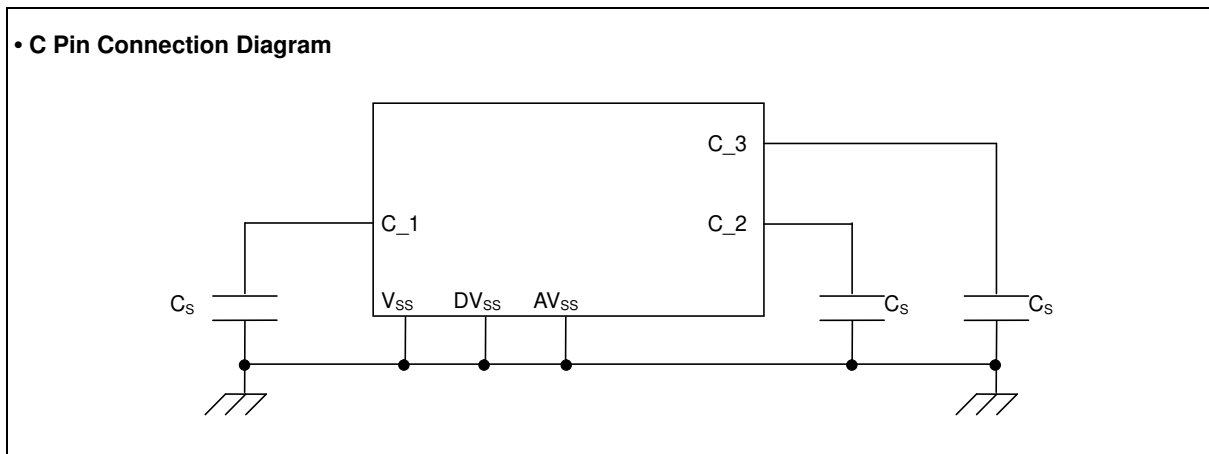 • C Pin Connection Diagram
C_3
C_1
C_2
CS
VSS
DVSS
AVSS
CS
CS